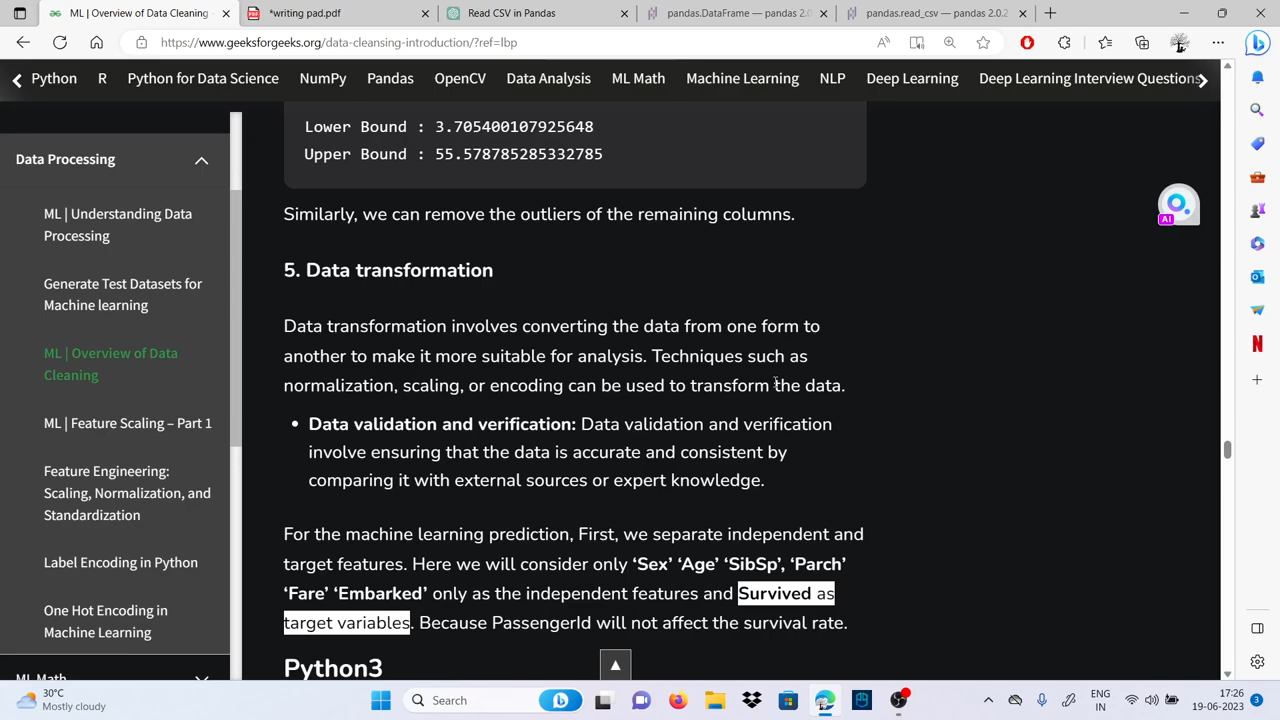 ML | Overview of Data Cleaning -
*writing pad.pdf
Read CSV in Pandas
pandas.DataFrame — pandas 2.0.
pandas.read_csv — pandas 2.0.2
https://www.geeksforgeeks.org/data-cleansing-introduction/?ref=lbp
Python R Python for Data Science NumPy Pandas OpenCV Data Analysis ML Math Machine Learning NLP Deep Learning Deep Learning Interview Questions
Data Processing
ML | Understanding Data
Processing
Generate Test Datasets for
Machine learning
ML | Overview of Data
Cleaning
ML | Feature Scaling – Part 1
Feature Engineering:
Scaling, Normalization, and
Standardization
Label Encoding in Python
One Hot Encoding in
Machine Learning
ML Math
Lower Bound : 3.705400107925648
Upper Bound : 55.578785285332785
Similarly, we can remove the outliers of the remaining columns.
5. Data transformation
Data transformation involves converting the data from one form to
another to make it more suitable for analysis. Techniques such as
normalization, scaling, or encoding can be used to transform the data.
• Data validation and verification: Data validation and verification
involve ensuring that the data is accurate and consistent by
comparing it with external sources or expert knowledge.
For the machine learning prediction, First, we separate independent and
target features. Here we will consider only ‘Sex’ ‘Age’ ‘SibSp’, ‘Parch’
‘Fare’ ‘Embarked’ only as the independent features and Survived as
target variables. Because PassengerId will not affect the survival rate.
Python3
AI
30°C
Mostly cloudy
Search
ENG
IN
17:26
19-06-2023
3